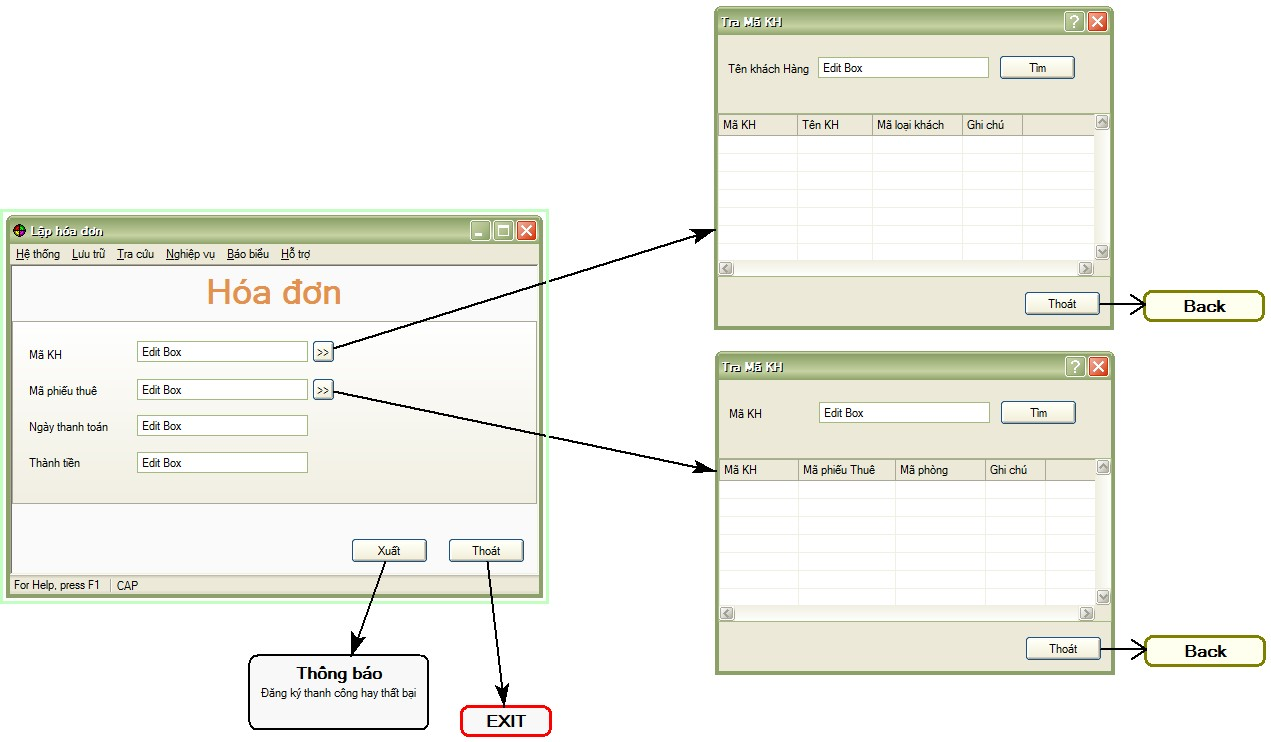 Tra Mã KH
?
Tên khách Hàng Edit Box Tìm
Mã KH Tên KH Mã loại khách Ghi chú
Thoát
Back
Lập hóa đơn
Hệ thống Lưu trữ Tra cứu Nghiệp vụ Báo biểu Hỗ trợ
Hóa đơn
Mã KH Edit Box >>
Mã phiếu thuê Edit Box >>
Ngày thanh toán Edit Box
Thành tiền Edit Box
Xuất Thoát
For Help, press F1 CAP
Thông báo
Đăng ký thanh công hay thất bại
EXIT
Tra Mã KH
?
Mã KH Edit Box Tìm
Mã KH Mã phiếu Thuê Mã phòng Ghi chú
Thoát
Back